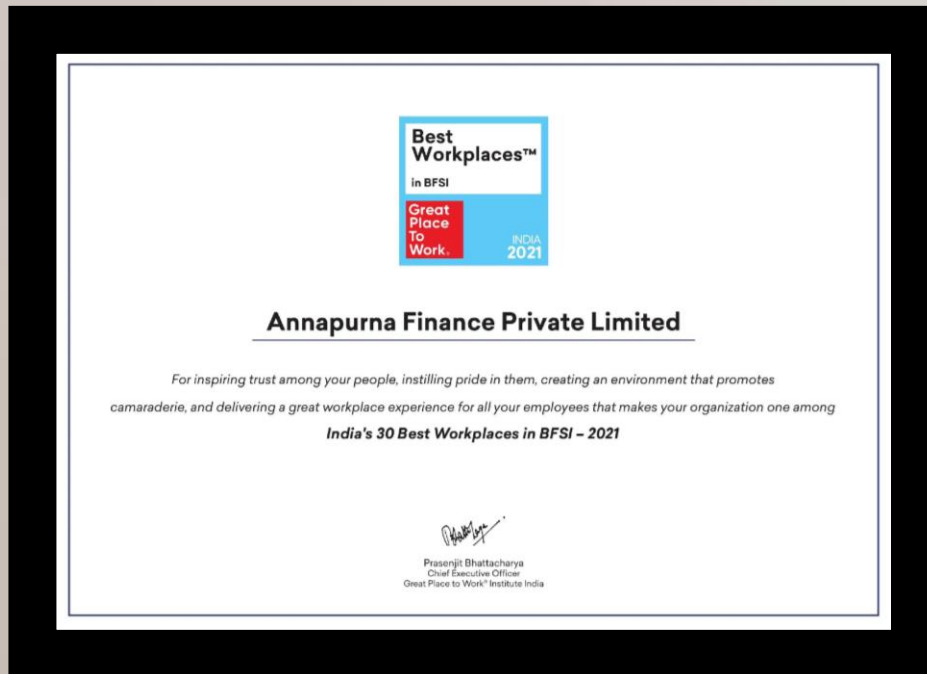 Best
Workplaces™
in BFSI
Great
Place
To
Work.
INDIA
2021
Annapurna Finance Private Limited
For inspiring trust among your people, instilling pride in them, creating an environment that promotes
camaraderie, and delivering a great workplace experience for all your employees that makes your organization one among
India's 30 Best Workplaces in BFSI – 2021
Prasenjit Bhattacharya
Chief Executive Officer
Great Place to Work® Institute India